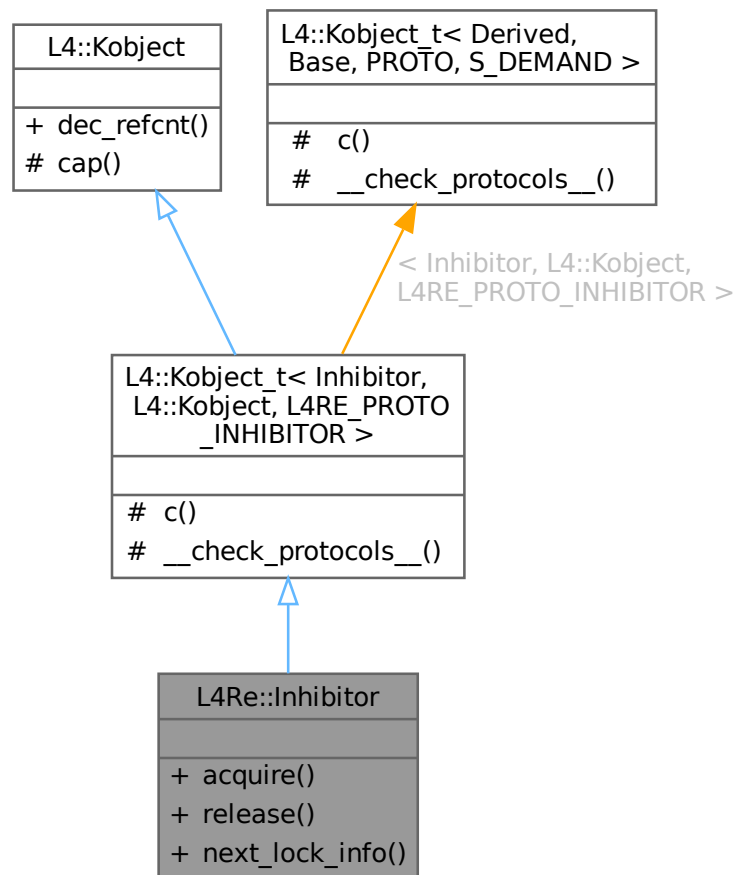 L4::Kobject
+ dec_refcnt()
# cap()
L4::Kobject_t< Derived,
Base, PROTO, S_DEMAND >
# c()
# __check_protocols__()
< Inhibitor, L4::Kobject,
L4RE_PROTO_INHIBITOR >
L4::Kobject_t< Inhibitor,
L4::Kobject, L4RE_PROTO
_INHIBITOR >
# c()
# __check_protocols__()
L4Re::Inhibitor
+ acquire()
+ release()
+ next_lock_info()